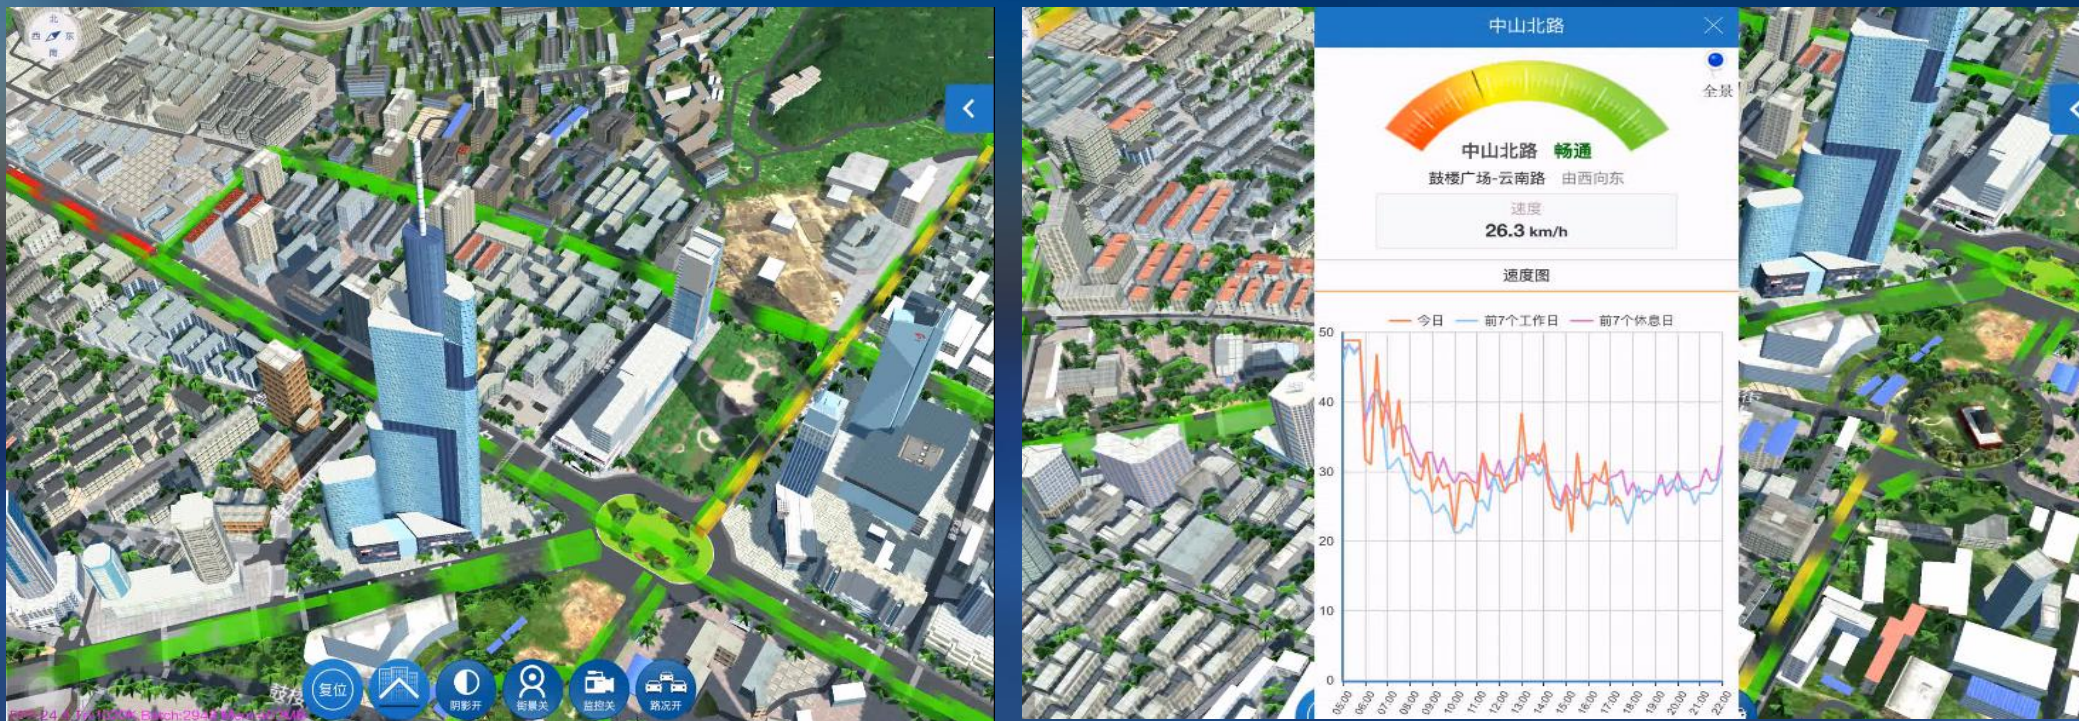 北
西 东
南
复位
阴影开
街景关
监控关
路况开
鼓楼
中山北路
全景
中山北路 畅通
鼓楼广场-云南路 由西向东
速度
26.3 km/h
速度图
今日 前7个工作日 前7个休息日
50
40
30
20
10
0
05:00 06:00 07:00 08:00 09:00 10:00 11:00 12:00 13:00 14:00 15:00 16:00 17:00 18:00 19:00 20:00 21:00 22:00